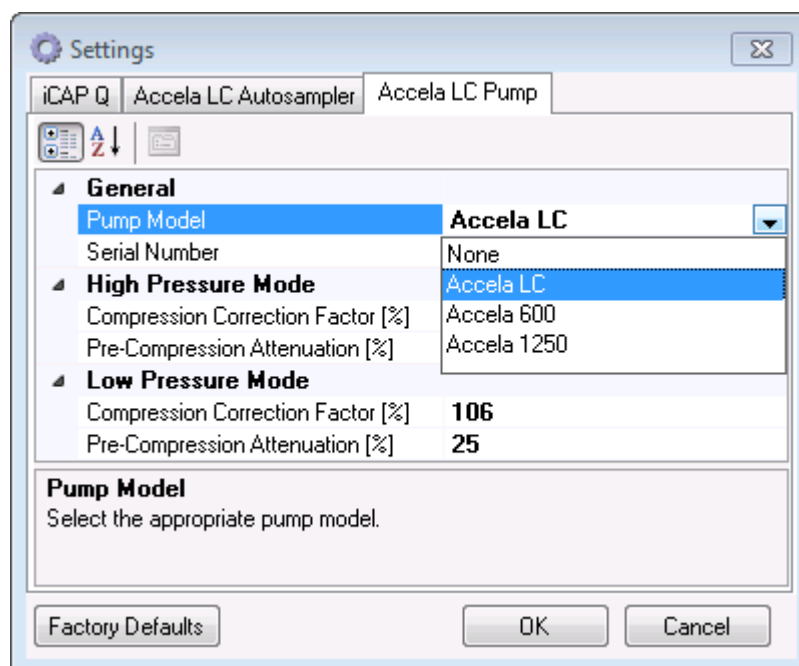 Settings
iCAP Q Accela LC Autosampler Accela LC Pump
A
Z
General
Pump Model Accela LC
Serial Number None
High Pressure Mode Accela LC
Compression Correction Factor [%] Accela 600
Pre-Compression Attenuation [%] Accela 1250
Low Pressure Mode
Compression Correction Factor [%] 106
Pre-Compression Attenuation [%] 25
Pump Model
Select the appropriate pump model.
Factory Defaults OK Cancel